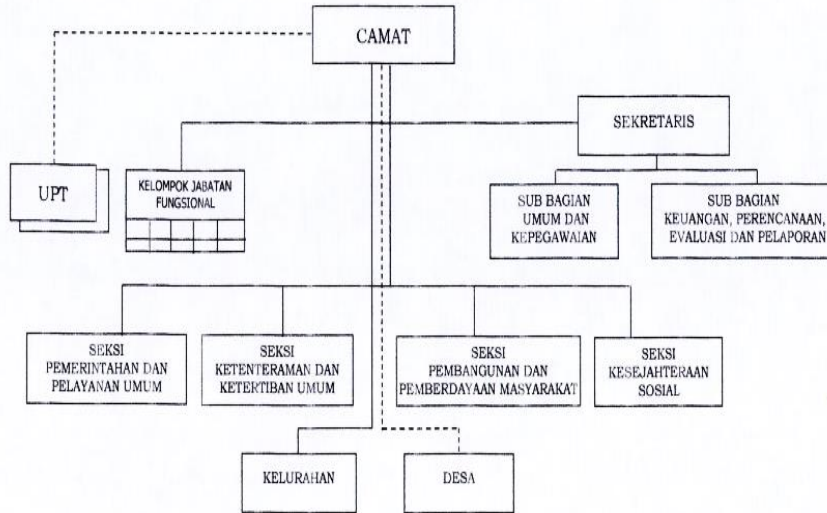 CAMAT
SEKRETARIS
UPT
KELOMPOK JABATAN
FUNGSIONAL
SUB BAGIAN
UMUM DAN
KEPEGAWAIAN
SUB BAGIAN
KEUANGAN, PERENCANAAN,
EVALUASI DAN PELAPORAN
SEKSI
PEMERINTAHAN DAN
PELAYANAN UMUM
SEKSI
KETENTERAMAN DAN
KETERTIBAN UMUM
SEKSI
PEMBANGUNAN DAN
PEMBERDAYAAN MASYARAKAT
SEKSI
KESEJAHTERAAN
SOSIAL
KELURAHAN
DESA